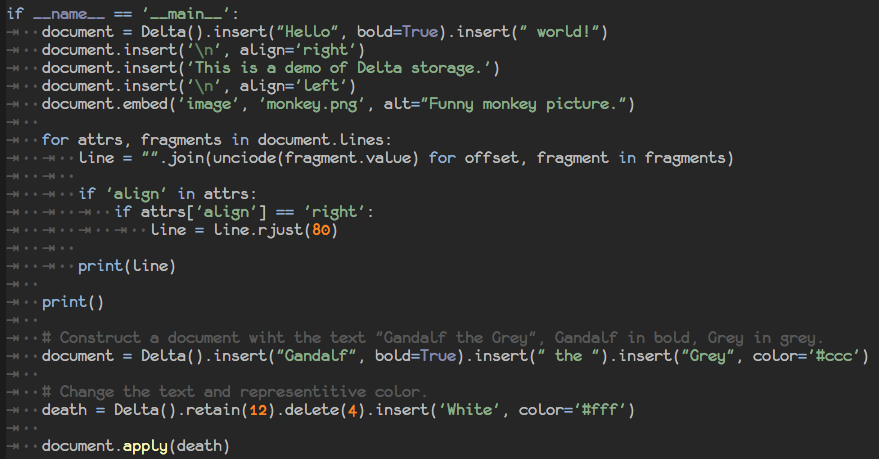 if __name__ == '__main__':
document = Delta().insert("Hello", bold=True).insert(" world!")
document.insert('\n', align='right')
document.insert('This is a demo of Delta storage.')
document.insert('\n', align='left')
document.embed('image', 'monkey.png', alt="Funny monkey picture.")
for attrs, fragments in document.lines:
line = "".join(unciode(fragment.value) for offset, fragment in fragments)
if 'align' in attrs:
if attrs['align'] == 'right':
line = line.rjust(80)
print(line)
print()
# Construct a document wiht the text "Gandalf the Grey", Gandalf in bold, Grey in grey.
document = Delta().insert("Gandalf", bold=True).insert(" the ").insert("Grey", color='#ccc')
# Change the text and representitive color.
death = Delta().retain(12).delete(4).insert('White', color='#fff')
document.apply(death)